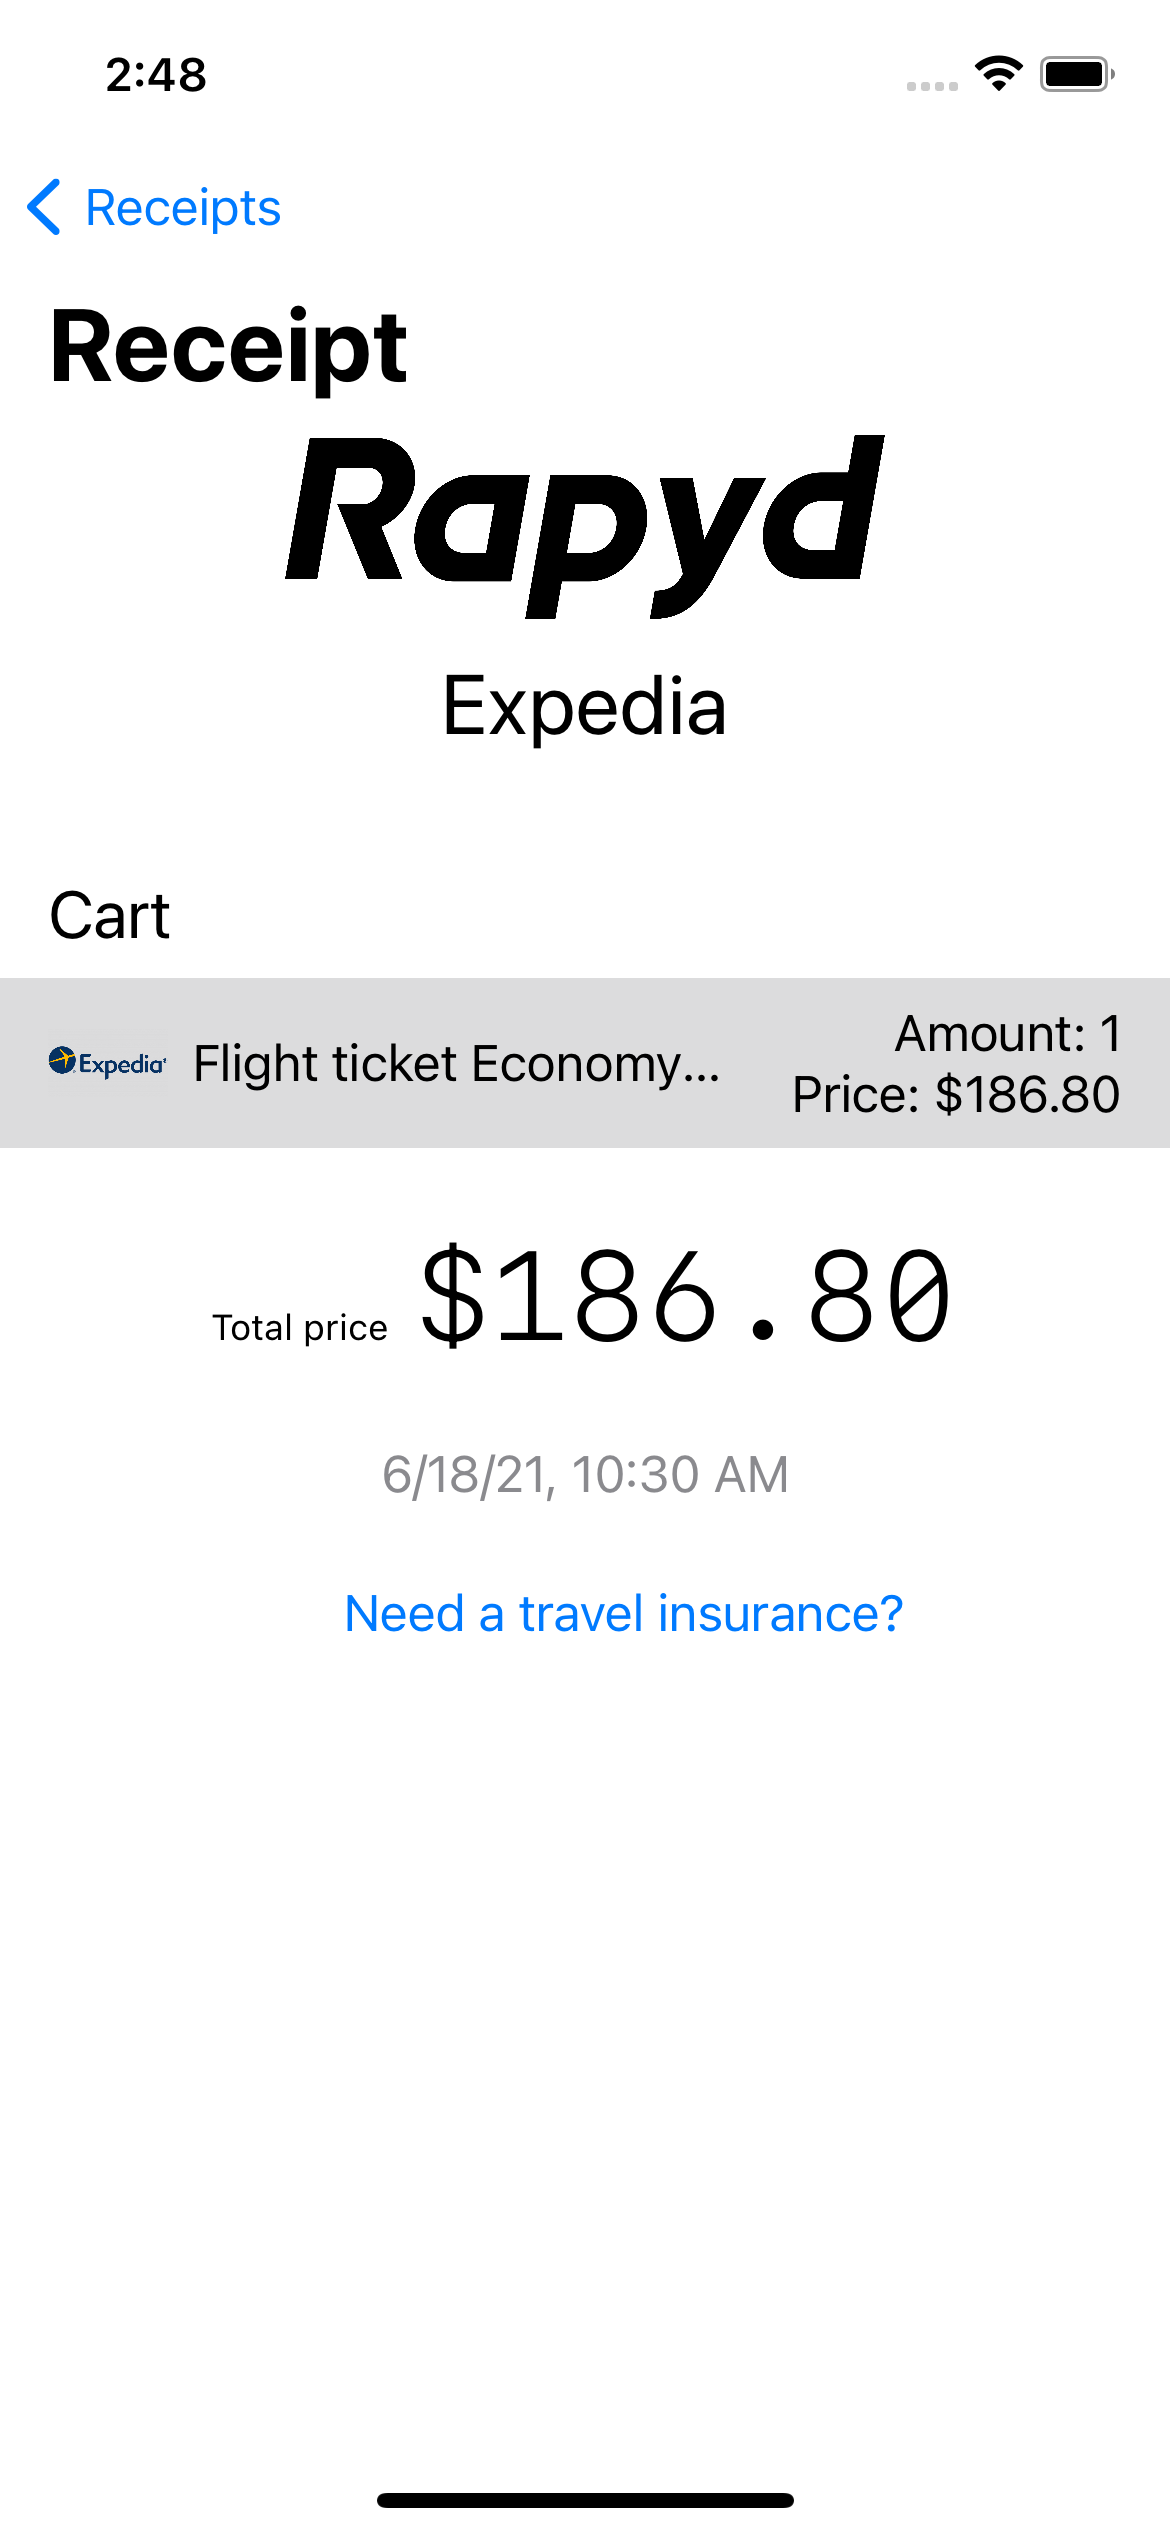 2:48
Receipts
Receipt
Rapyd
Expedia
Cart
Expedia
Flight ticket Economy...
Amount: 1
Price: $186.80
Total price $186.80
6/18/21, 10:30 AM
Need a travel insurance?